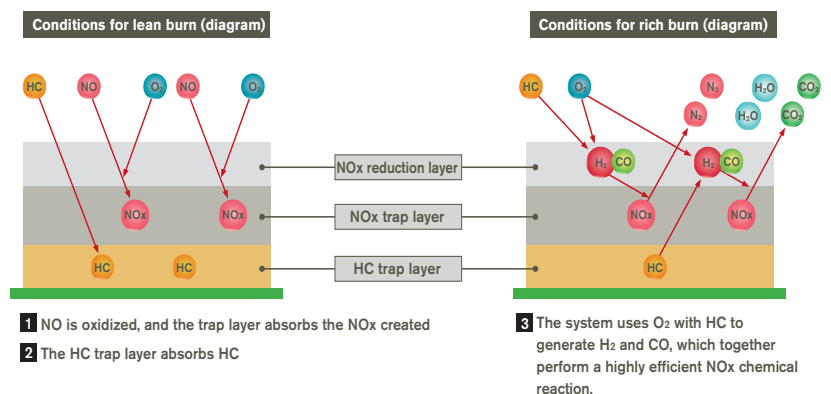 Conditions for lean burn (diagram)
Conditions for rich burn (diagram)
HC NO O₂ NO O₂
HC O₂ N₂ H₂O CO₂
N₂ H₂O CO₂
NOx reduction layer
H₂ CO H₂ CO
NOx NOx
NOx trap layer
NOx NOx
HC HC
HC trap layer
HC
1 NO is oxidized, and the trap layer absorbs the NOx created
2 The HC trap layer absorbs HC
3 The system uses O₂ with HC to
generate H₂ and CO, which together
perform a highly efficient NOx chemical
reaction.